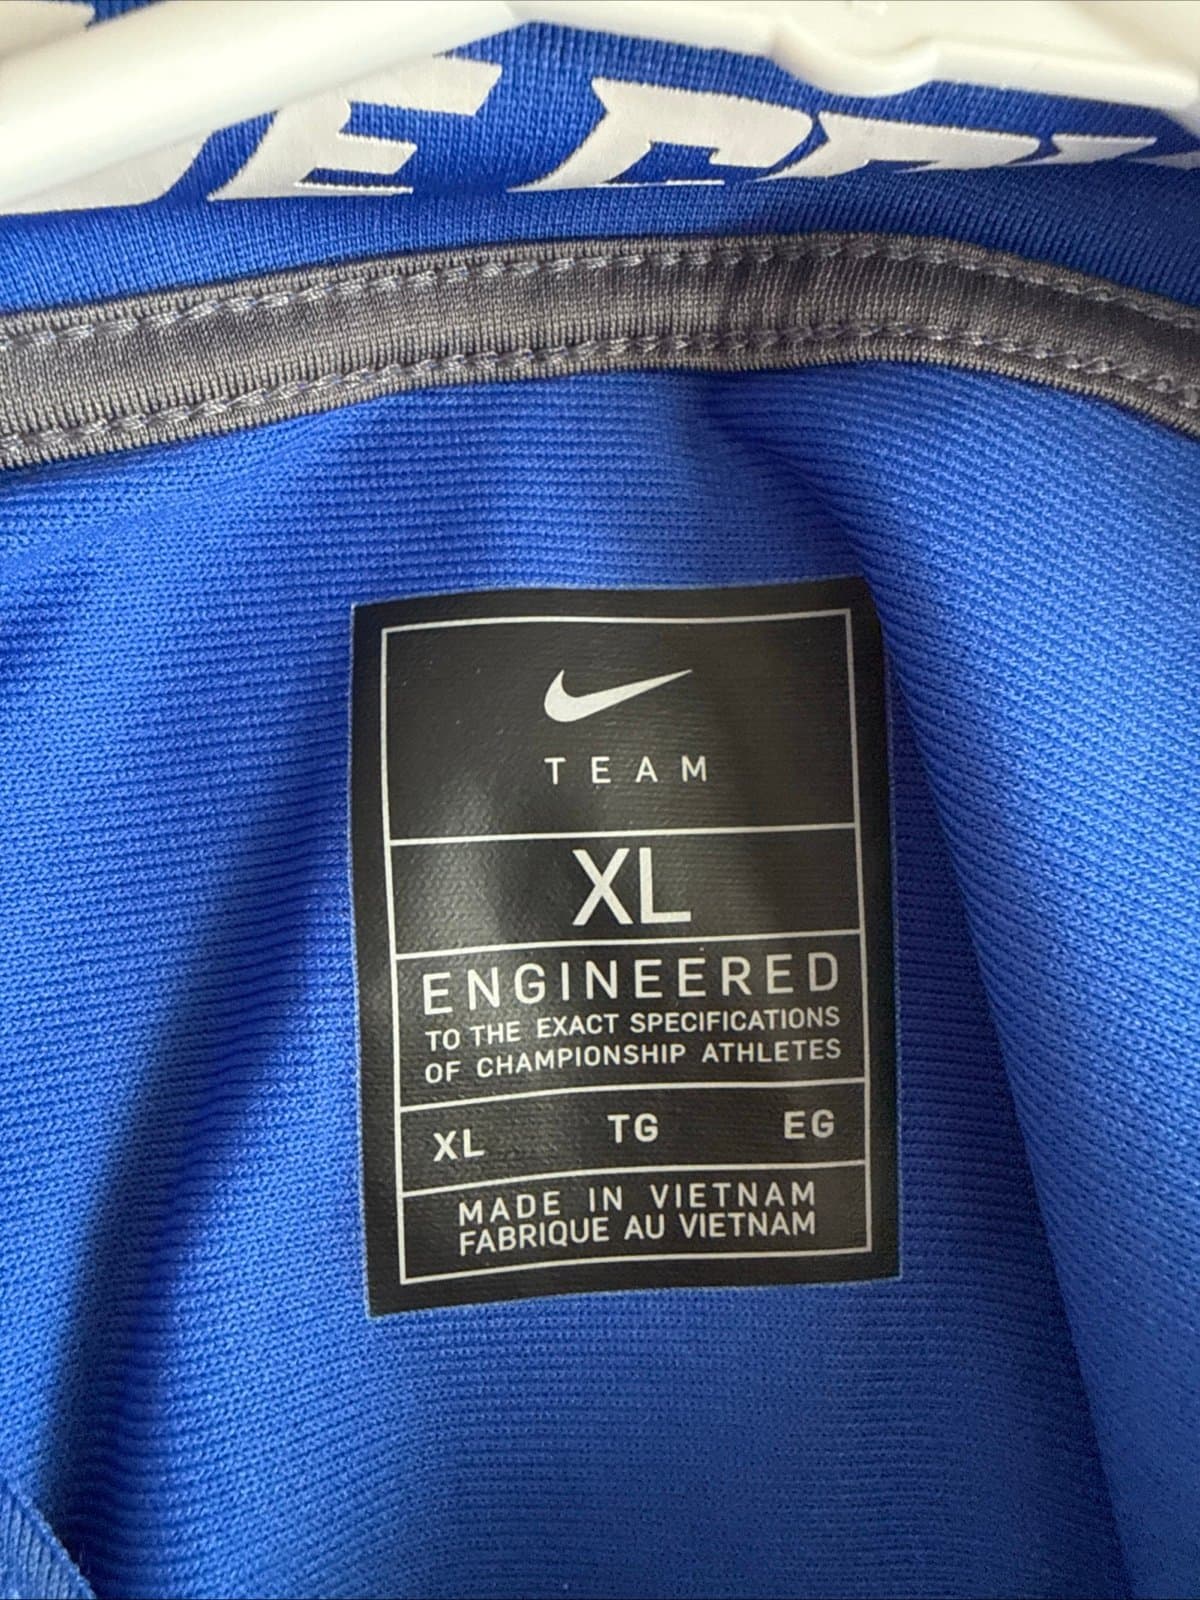 TEAM
XL
ENGINEERED
TO THE EXACT SPECIFICATIONS
OF CHAMPIONSHIP ATHLETES
XL TG EG
MADE IN VIETNAM
FABRIQUE AU VIETNAM